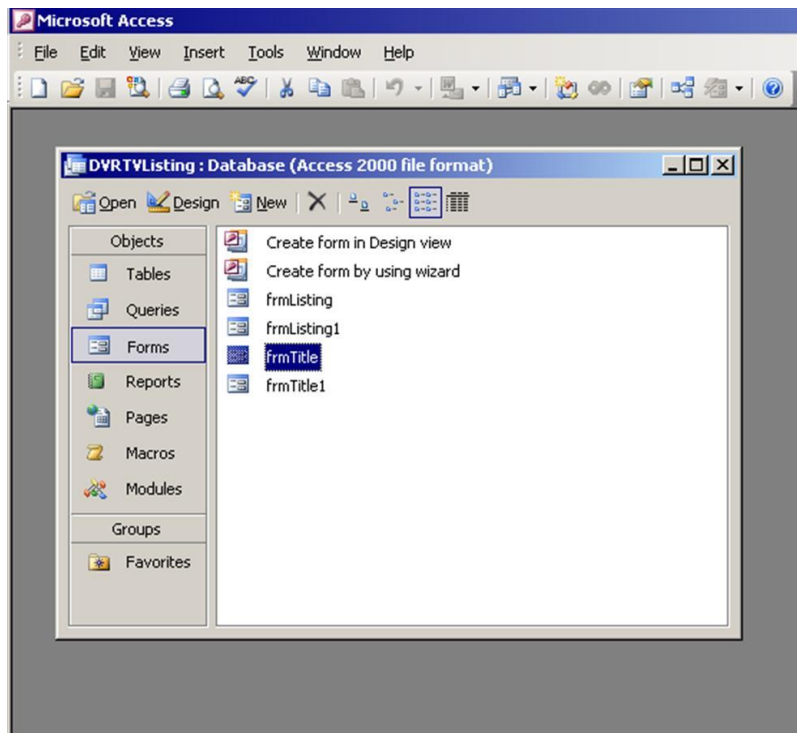 Microsoft Access
File Edit View Insert Tools Window Help
ABC
DVRTVListing : Database (Access 2000 file format)
Open Design New
Objects
Tables
Queries
Forms
Reports
Pages
Macros
Modules
Groups
Favorites
Create form in Design view
Create form by using wizard
frmListing
frmListing1
frmTitle
frmTitle1